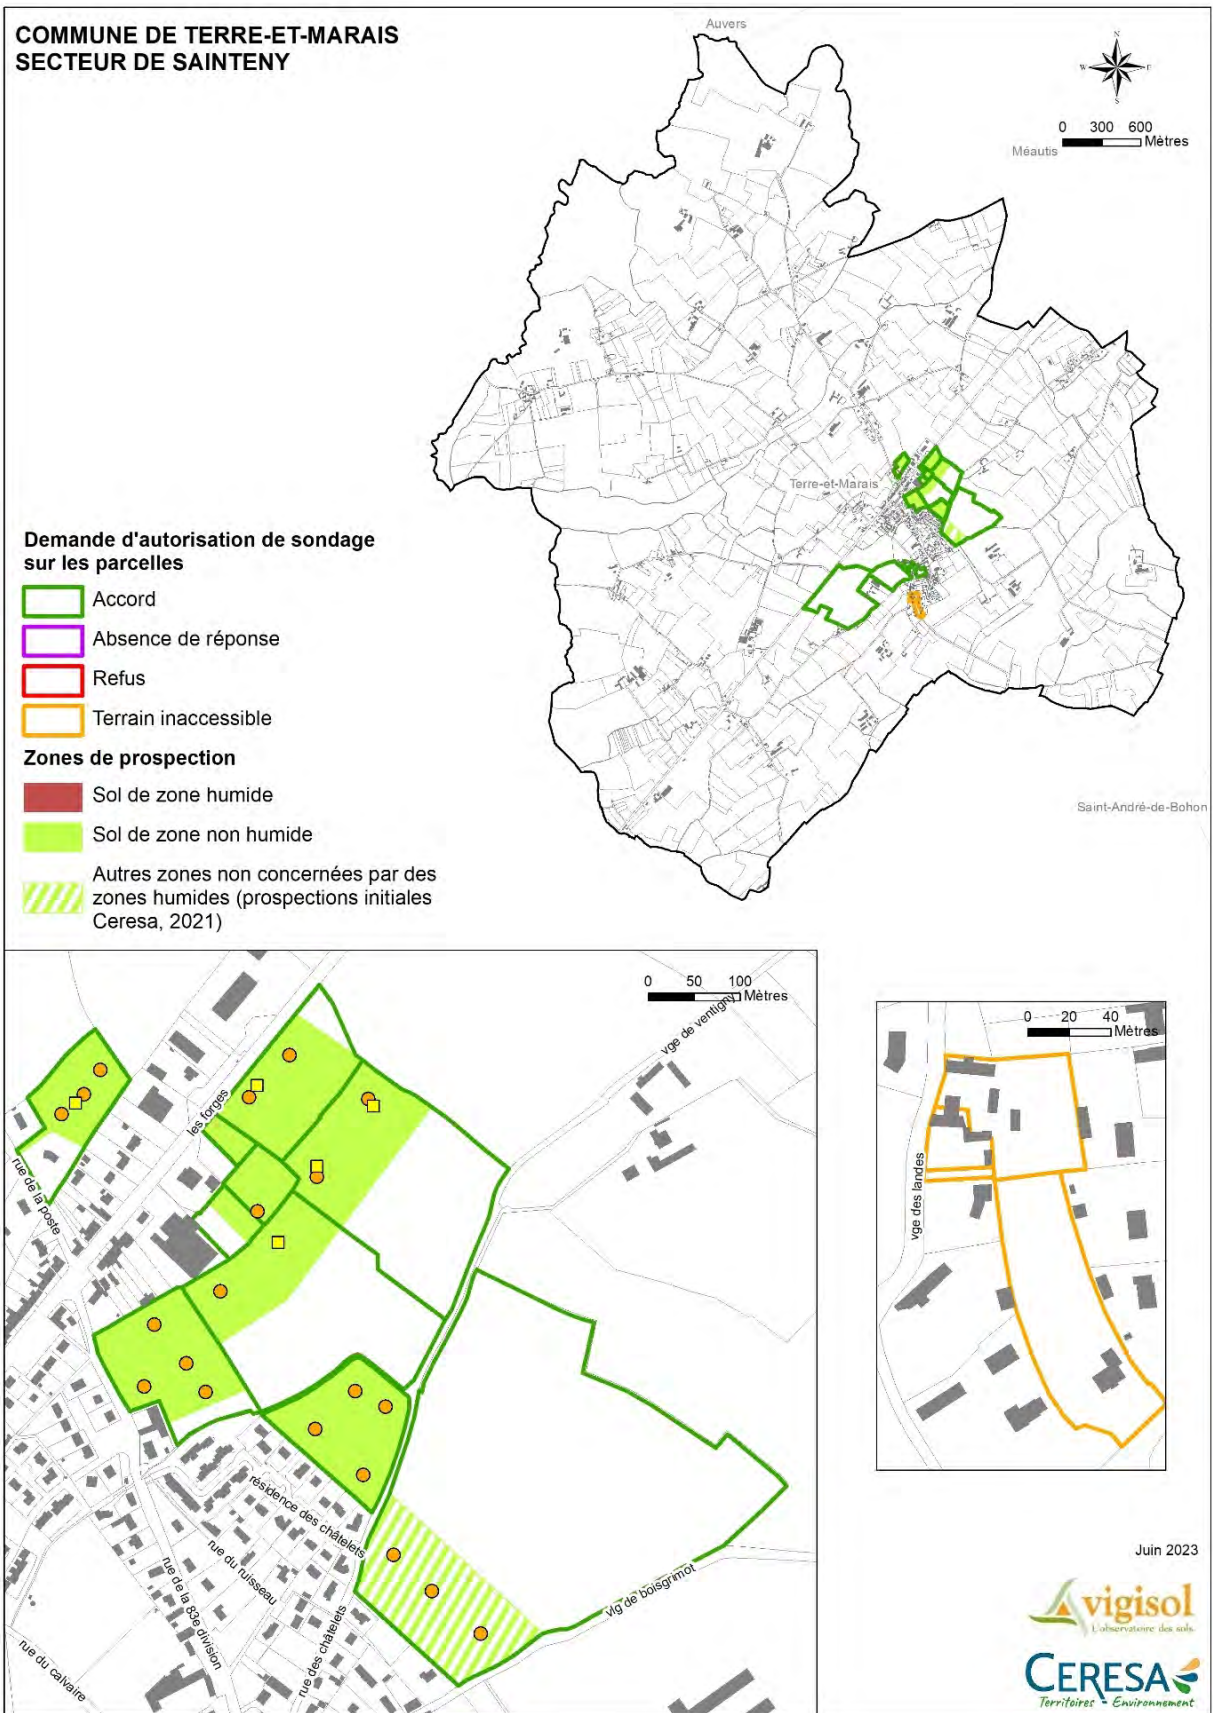 COMMUNE DE TERRE-ET-MARAIS
SECTEUR DE SAINTENY
Auvers
N
W
E
S
0 300 600
Mètres
Méautis
Terre-et-Marais
Saint-André-de-Bohon
Demande d'autorisation de sondage
sur les parcelles
Accord
Absence de réponse
Refus
Terrain inaccessible
Zones de prospection
Sol de zone humide
Sol de zone non humide
Autres zones non concernées par des
zones humides (prospections initiales
Ceresa, 2021)
0 50 100
Mètres
vge de ventigny
les forges
rue de la poste
résidence des châtelets
rue du ruisseau
rue de la 83e division
rue des châtelets
rue du calvaire
vlg de boisgrimot
0 20 40
Mètres
vge des landes
Juin 2023
vigisol
L'observatoire des sols
CERESA
Territoires - Environnement